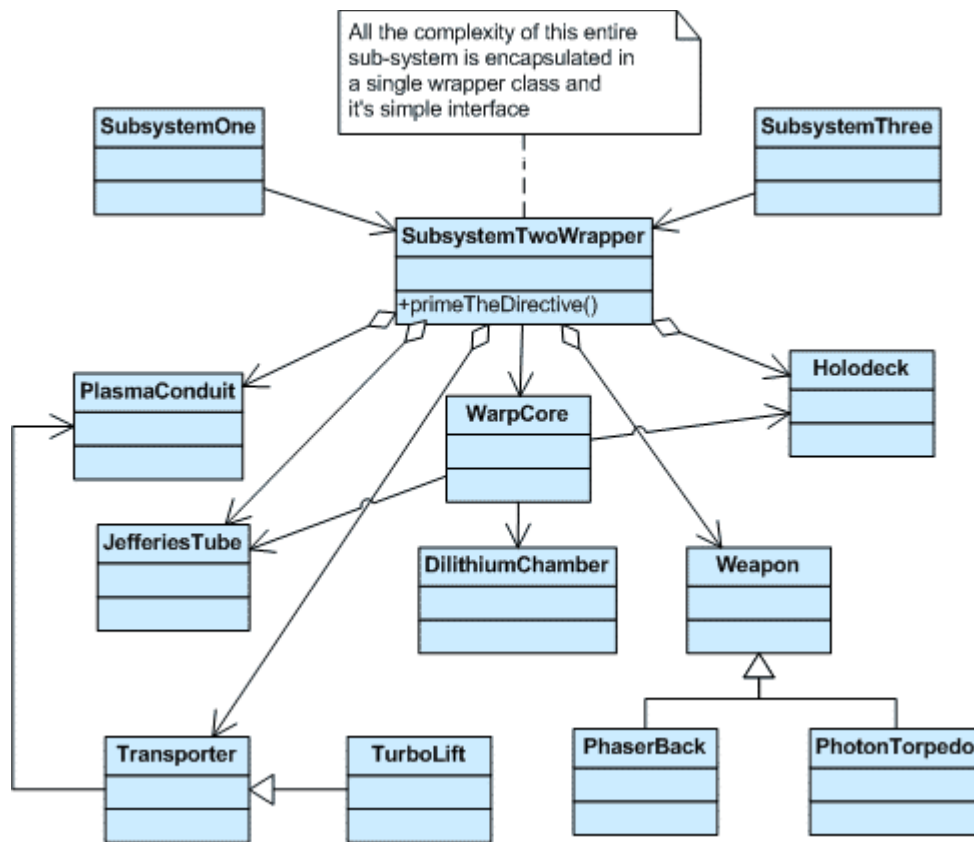 All the complexity of this entire
sub-system is encapsulated in
a single wrapper class and
it's simple interface
SubsystemOne
SubsystemThree
SubsystemTwoWrapper
+primeTheDirective()
PlasmaConduit
WarpCore
Holodeck
JefferiesTube
DilithiumChamber
Weapon
Transporter
TurboLift
PhaserBack
PhotonTorpedo